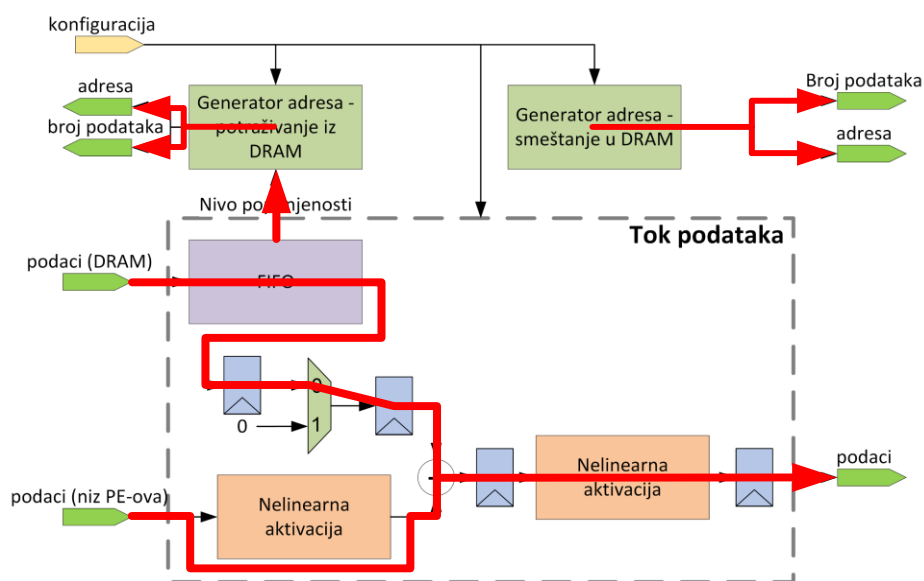 konfiguracija
adresa
broj podataka
Generator adresa -
potraživanje iz
DRAM
Generator adresa -
smeštanje u DRAM
Broj podataka
adresa
Nivo popunjenosti
Tok podataka
podaci (DRAM)
FIFO
0
0
1
podaci (niz PE-ova)
Nelinearna
aktivacija
Nelinearna
aktivacija
podaci